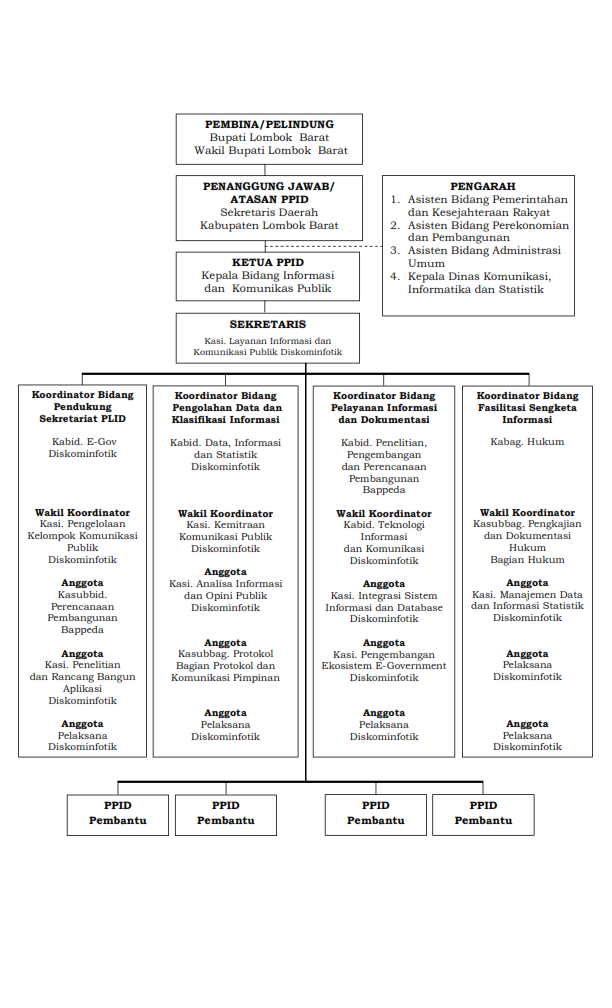 PEMBINA/PELINDUNG
Bupati Lombok Barat
Wakil Bupati Lombok Barat
PENANGGUNG JAWAB/
ATASAN PPID
Sekretaris Daerah
Kabupaten Lombok Barat
PENGARAH
1. Asisten Bidang Pemerintahan
dan Kesejahteraan Rakyat
2. Asisten Bidang Perekonomian
dan Pembangunan
3. Asisten Bidang Administrasi
Umum
4. Kepala Dinas Komunikasi,
Informatika dan Statistik
KETUA PPID
Kepala Bidang Informasi
dan Komunikas Publik
SEKRETARIS
Kasi. Layanan Informasi dan
Komunikasi Publik Diskominfotik
Koordinator Bidang
Pendukung
Sekretariat PLID
Kabid. E-Gov
Diskominfotik
Wakil Koordinator
Kasi. Pengelolaan
Kelempok Komunikasi
Publik
Diskominfotik
Anggota
Kasubbid.
Perencanaan
Pembangunan
Bappeda
Anggota
Kasi. Penelitian
dan Rancang Bangun
Aplikasi
Diskominfotik
Anggota
Pelaksana
Diskominfotik
Koordinator Bidang
Pengolahan Data dan
Klasifikasi Informasi
Kabid. Data, Informasi
dan Statistik
Diskominfotik
Wakil Koordinator
Kasi. Kemitraan
Komunikasi Publik
Diskominfotik
Anggota
Kasi. Analisa Informasi
dan Opini Publik
Diskominfotik
Anggota
Kasubbag. Protokol
Bagian Protokol dan
Komunikasi Pimpinan
Anggota
Pelaksana
Diskominfotik
Koordinator Bidang
Pelayanan Informasi
dan Dokumentasi
Kabid. Penelitian,
Pengembangan
dan Perencanaan
Pembangunan
Bappeda
Wakil Koordinator
Kabid. Teknologi
Informasi
dan Komunikasi
Diskominfotik
Anggota
Kasi. Integrasi Sistem
Informasi dan Database
Diskominfotik
Anggota
Kasi. Pengembangan
Ekosistem E-Government
Diskominfotik
Anggota
Pelaksana
Diskominfotik
Koordinator Bidang
Fasilitasi Sengketa
Informasi
Kabag. Hukum
Wakil Koordinator
Kasubbag. Pengkajian
dan Dokumentasi
Hukum
Bagian Hukum
Anggota
Kasi. Manajemen Data
dan Informasi Statistik
Diskominfotik
Anggota
Pelaksana
Diskominfotik
Anggota
Pelaksana
Diskominfotik
PPID
Pembantu
PPID
Pembantu
PPID
Pembantu
PPID
Pembantu